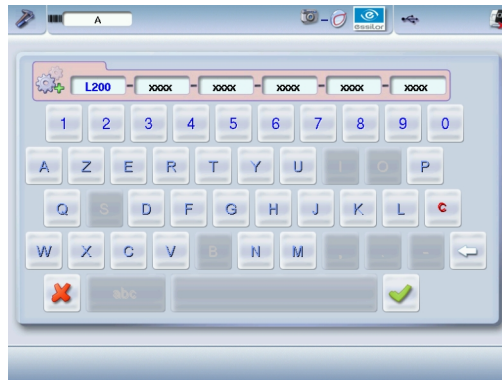 A essilor
L200 - xxxx - xxxx - xxxx - xxxx - xxxx
1 2 3 4 5 6 7 8 9 0
A Z E R T Y U I O P
Q S D F G H J K L C
W X C V B N M , . -
abc